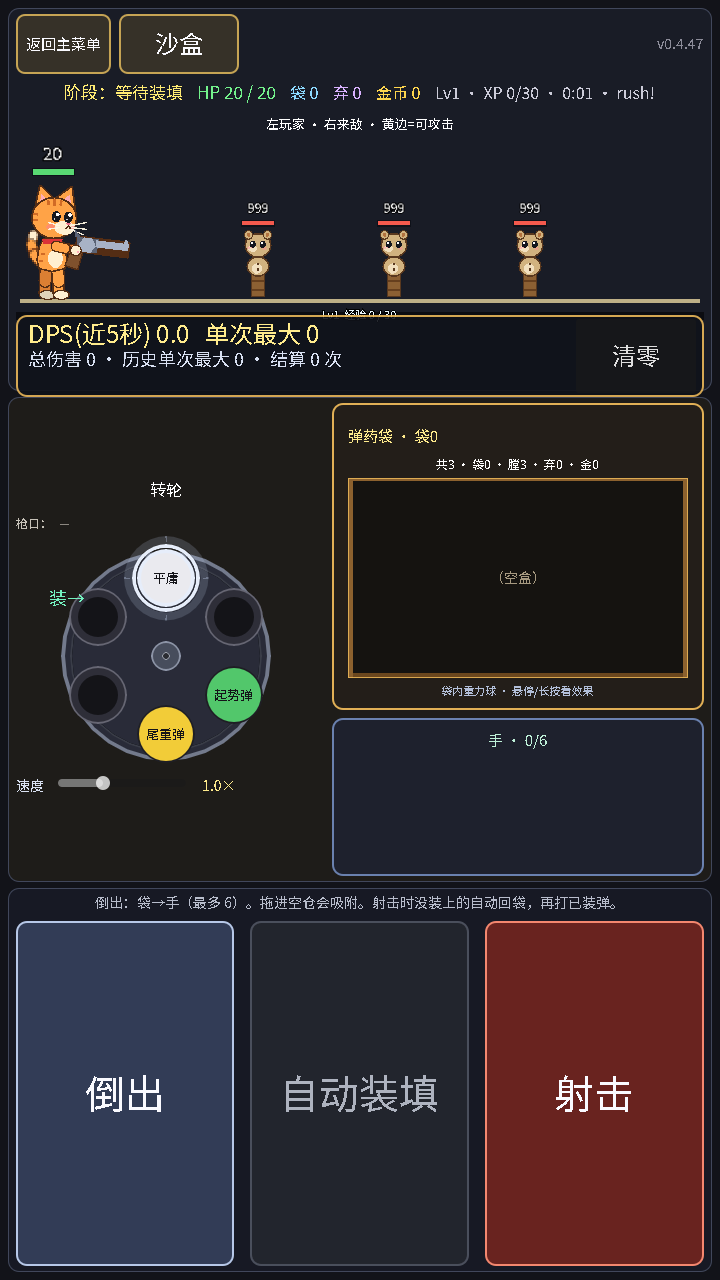 返回主菜单 沙盒 v0.4.47
阶段：等待装填 HP 20 / 20 袋 0 弃 0 金币 0 Lv1 · XP 0/30 · 0:01 · rush!
左玩家 · 右来敌 · 黄边=可攻击
20
999 999 999
DPS(近5秒) 0.0 单次最大 0
总伤害 0 · 历史单次最大 0 · 结算 0 次
清零
转轮
枪口： —
装→
平庸
起势弹
尾重弹
速度 1.0×
弹药袋 · 袋0
共3 · 袋0 · 膛3 · 弃0 · 金0
（空盒）
袋内重力球 · 悬停/长按看效果
手 · 0/6
倒出：袋→手（最多 6）。拖进空仓会吸附。射击时没装上的自动回袋，再打已装弹。
倒出 自动装填 射击